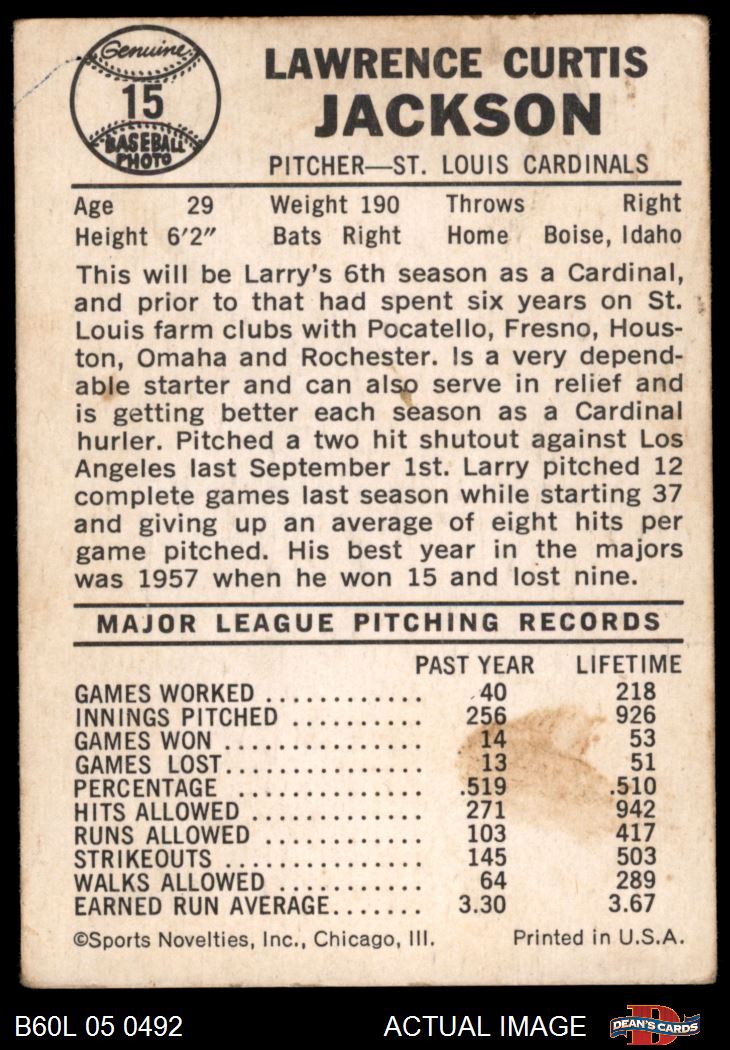 Genuine
15
BASEBALL
PHOTO
LAWRENCE CURTIS
JACKSON
PITCHER—ST. LOUIS CARDINALS
Age 29 Weight 190 Throws Right
Height 6'2" Bats Right Home Boise, Idaho
This will be Larry's 6th season as a Cardinal,
and prior to that had spent six years on St.
Louis farm clubs with Pocatello, Fresno, Hous-
ton, Omaha and Rochester. Is a very depend-
able starter and can also serve in relief and
is getting better each season as a Cardinal
hurler. Pitched a two hit shutout against Los
Angeles last September 1st. Larry pitched 12
complete games last season while starting 37
and giving up an average of eight hits per
game pitched. His best year in the majors
was 1957 when he won 15 and lost nine.
MAJOR LEAGUE PITCHING RECORDS
PAST YEAR LIFETIME
GAMES WORKED ............ 40 218
INNINGS PITCHED .......... 256 926
GAMES WON ............... 14 53
GAMES LOST............... 13 51
PERCENTAGE .............. .519 .510
HITS ALLOWED ............. 271 942
RUNS ALLOWED ............ 103 417
STRIKEOUTS ............... 145 503
WALKS ALLOWED ........... 64 289
EARNED RUN AVERAGE....... 3.30 3.67
©Sports Novelties, Inc., Chicago, Ill. Printed in U.S.A.
B60L 05 0492 ACTUAL IMAGE D DEAN'S CARDS